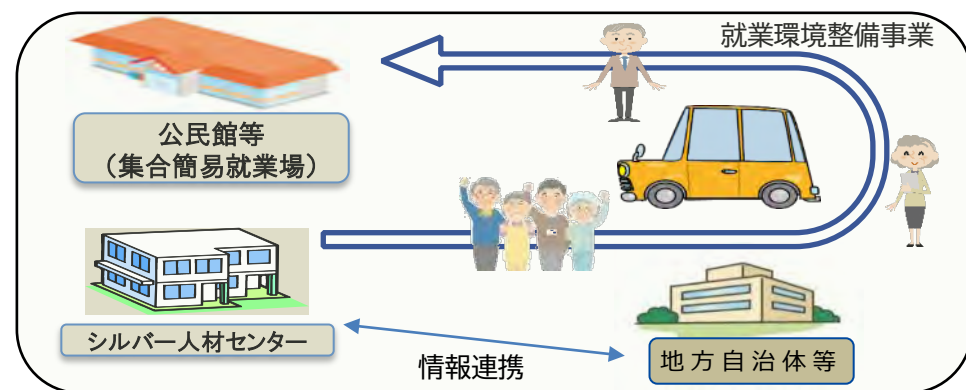 就業環境整備事業
公民館等
（集合簡易就業場）
シルバー人材センター
情報連携
地方自治体等